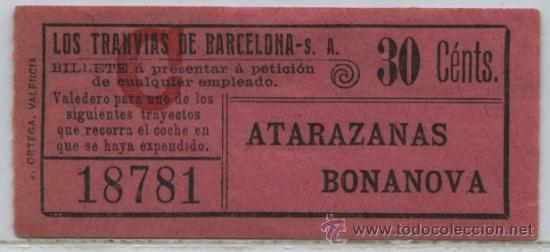 LOS TRANVIAS DE BARCELONA-S. A.
BILLETE á presentar á petición
de cualquier empleado.
Valedero para uno de los
siguientes trayectos
que recorra el coche en
que se haya expendido.
18781
30 Cénts.
ATARAZANAS
BONANOVA
J. ORTEGA, VALENCIA
todocoleccion
www.todocoleccion.net